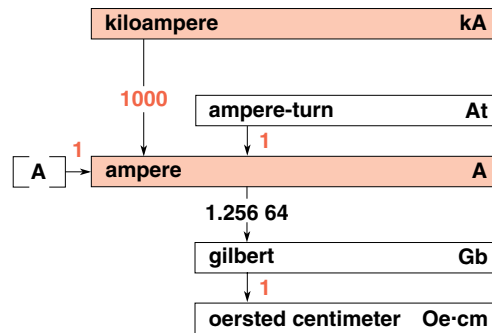 kiloampere kA
1000
ampere-turn At
1
1
A
ampere A
1.256 64
gilbert Gb
1
oersted centimeter Oe·cm